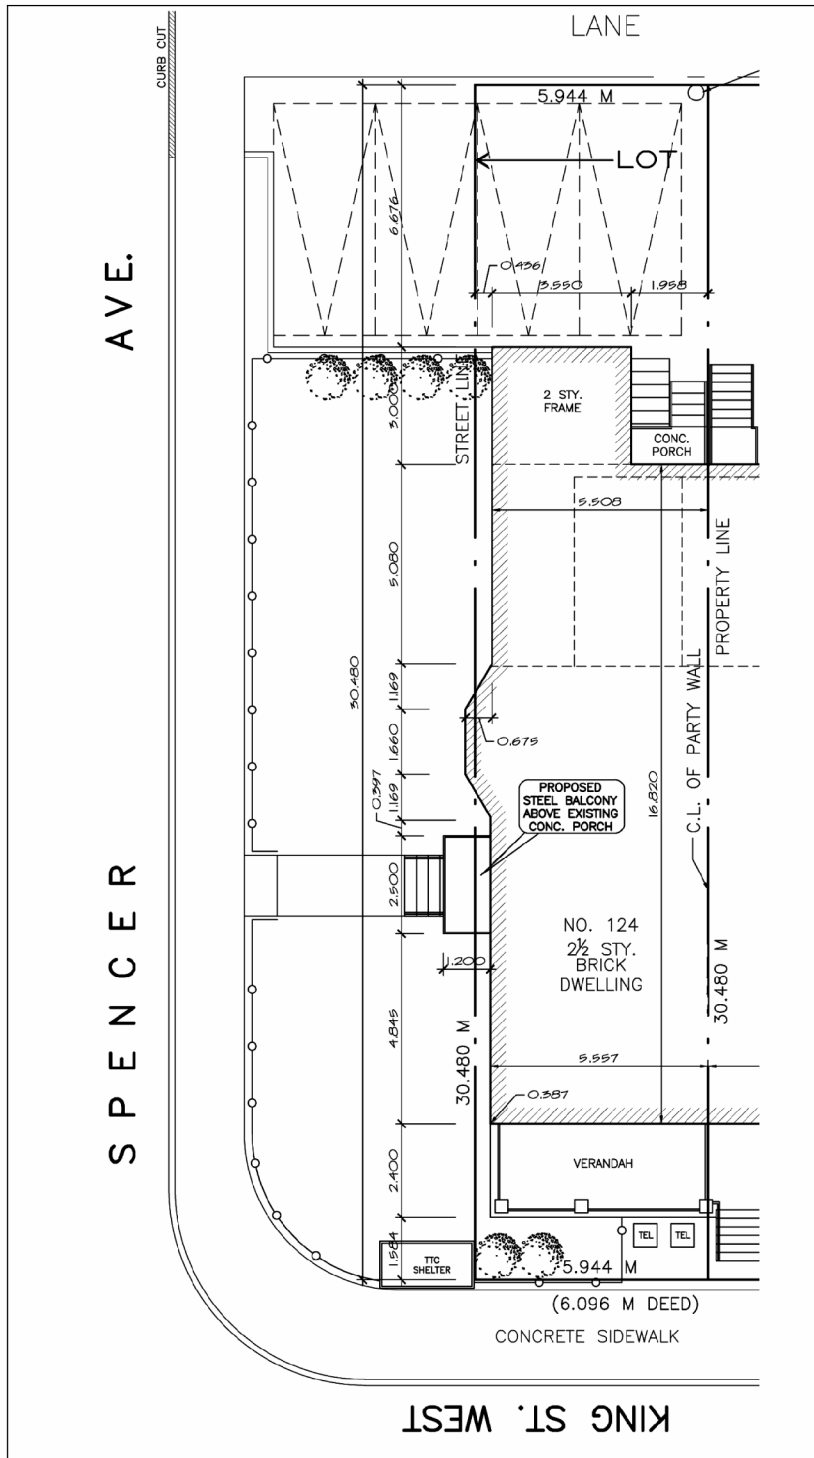 LANE
CURB CUT
5.944 M
LOT
6.676
0.436
3.550
1.958
AVE.
STREET LINE
3.000
2 STY.
FRAME
CONC.
PORCH
5.508
5.080
PROPERTY LINE
30.480
1.169
0.675
1.660
C.L. OF PARTY WALL
16.820
0.397
1.169
PROPOSED
STEEL BALCONY
ABOVE EXISTING
CONC. PORCH
SPENCER
2.500
NO. 124
2½ STY.
BRICK
DWELLING
1.200
30.480 M
4.845
30.480 M
5.557
0.387
2.400
VERANDAH
TEL
TEL
1.584
TTC
SHELTER
5.944 M
(6.096 M DEED)
CONCRETE SIDEWALK
KING ST. WEST